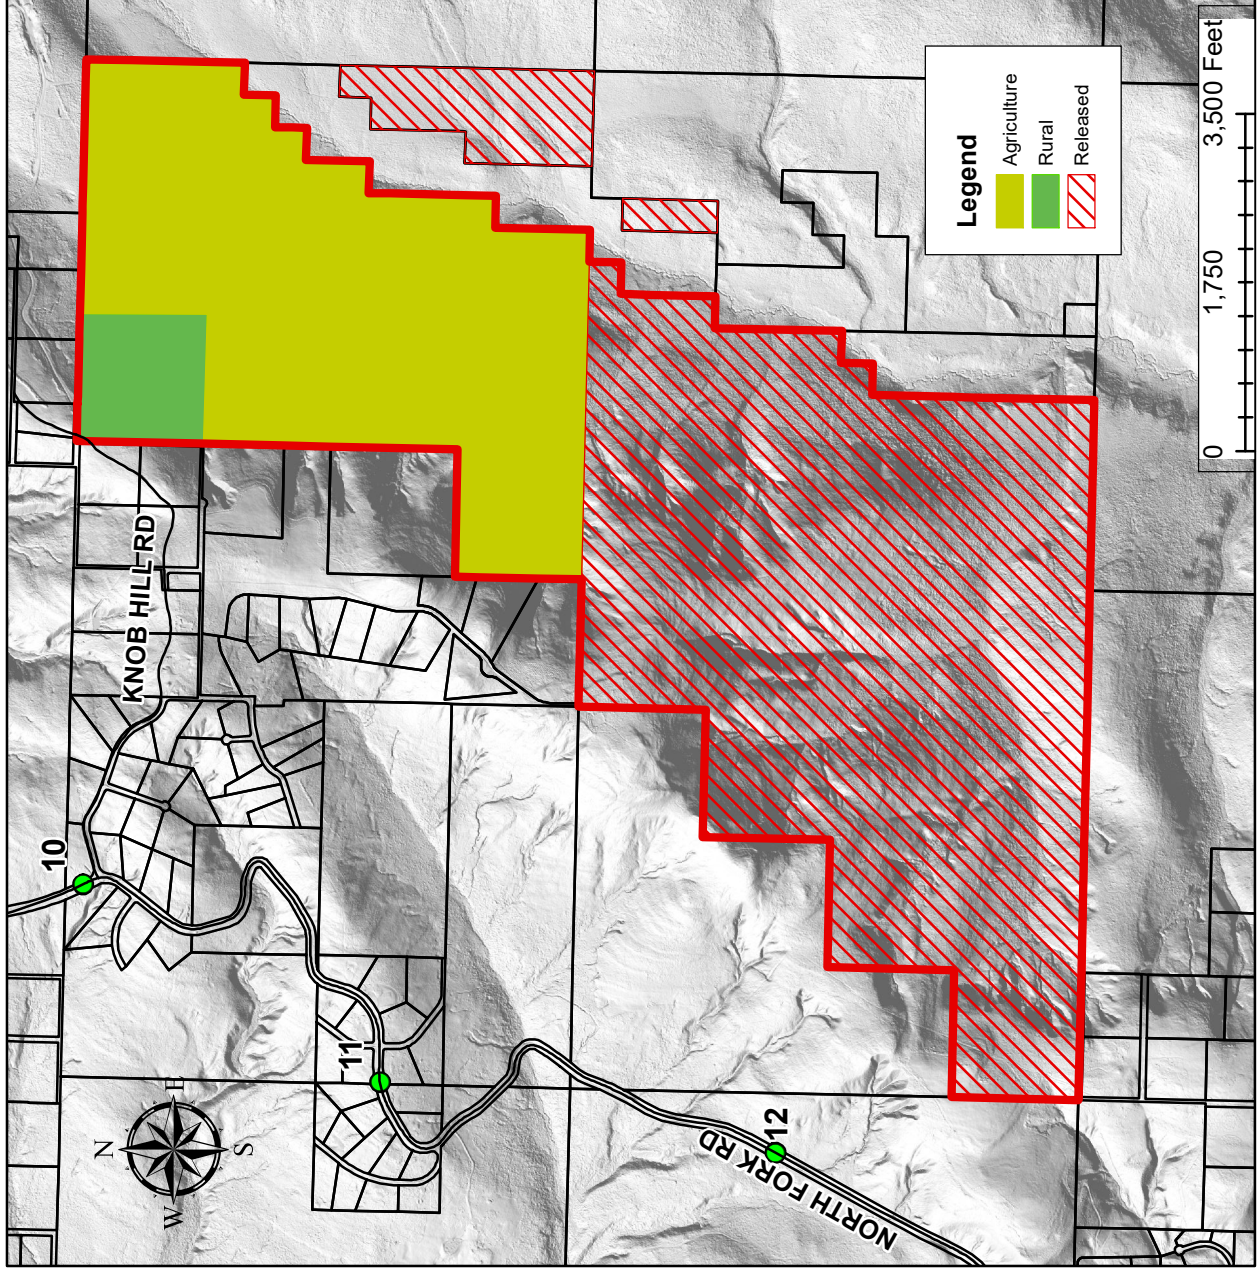 KNOB HILL RD
10
11
12
NORTH FORK RD
N
E
S
W
Legend
Agriculture
Rural
Released
0 1,750 3,500 Feet